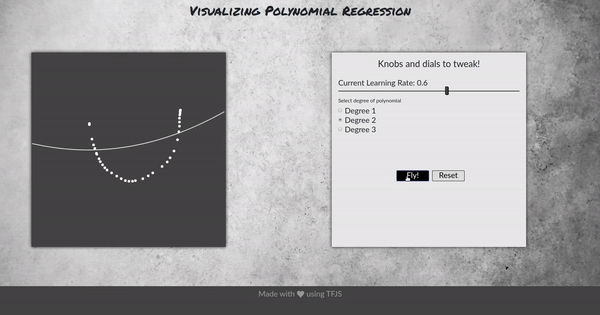 Visualizing Polynomial Regression
Knobs and dials to tweak!
Current Learning Rate: 0.6
Select degree of polynomial
Degree 1
Degree 2
Degree 3
Fly!
Reset
Made with ♥ using TFJS